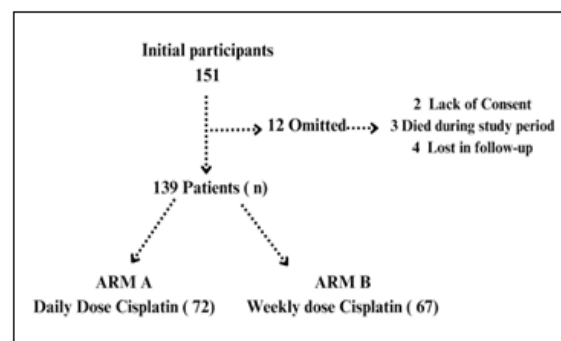 Initial participants
151
2 Lack of Consent
12 Omitted
3 Died during study period
4 Lost in follow-up
139 Patients ( n)
ARM A
Daily Dose Cisplatin ( 72)
ARM B
Weekly dose Cisplatin ( 67)